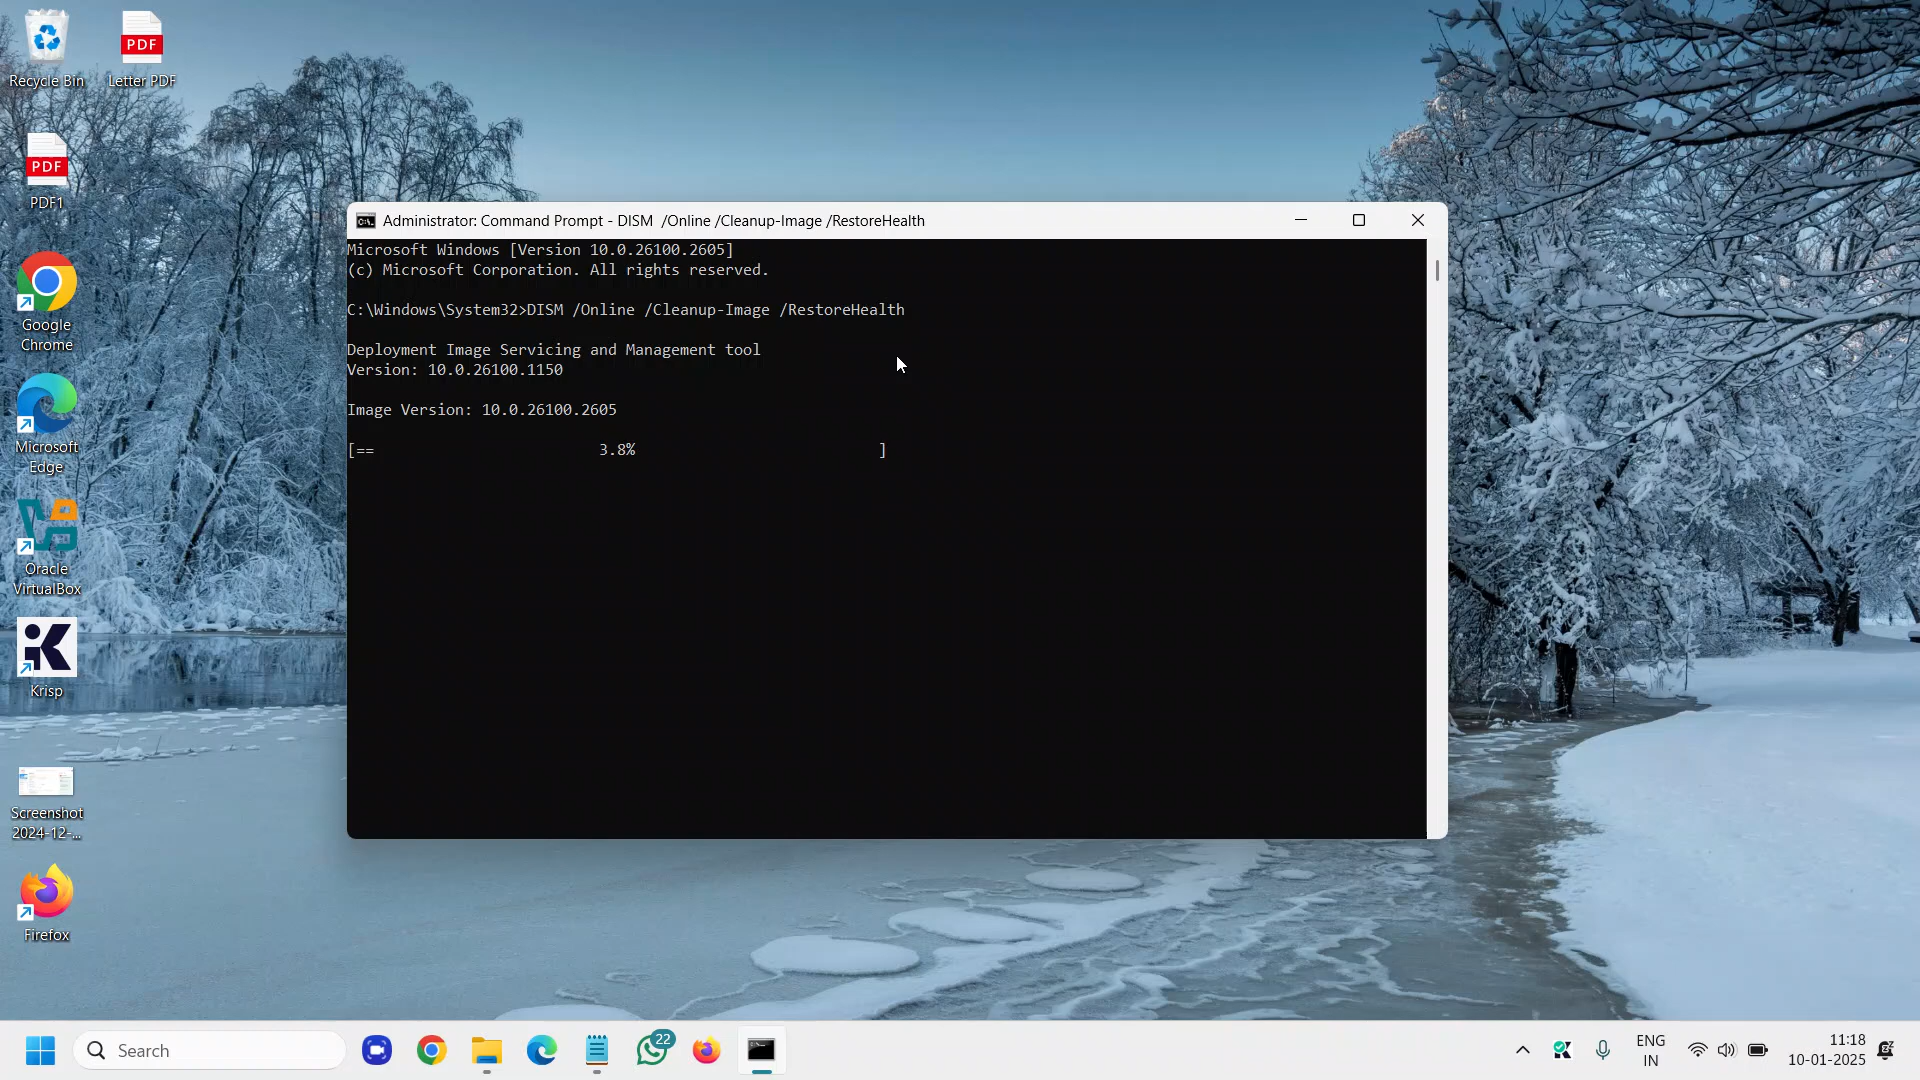 Recycle Bin
Letter PDF
PDF
PDF
PDF1
Google
Chrome
Microsoft
Edge
Oracle
VirtualBox
Krisp
Screenshot
2024-12-...
Firefox
Administrator: Command Prompt - DISM  /Online /Cleanup-Image /RestoreHealth
Microsoft Windows [Version 10.0.26100.2605]
(c) Microsoft Corporation. All rights reserved.
C:\Windows\System32>DISM /Online /Cleanup-Image /RestoreHealth
Deployment Image Servicing and Management tool
Version: 10.0.26100.1150
Image Version: 10.0.26100.2605
[==                         3.8%                           ]
Search
22
ENG
IN
11:18
10-01-2025